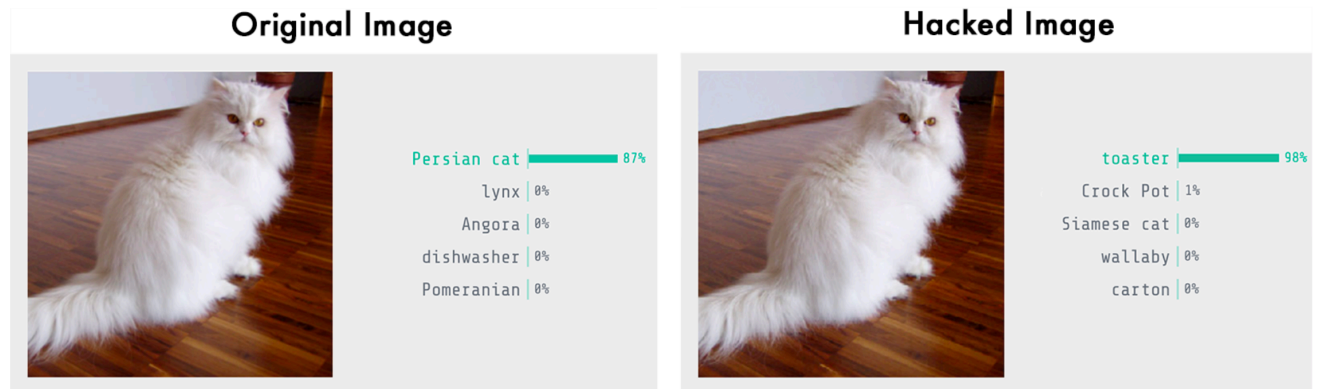 Original Image
Persian cat 87%
lynx 0%
Angora 0%
dishwasher 0%
Pomeranian 0%
Hacked Image
toaster 98%
Crock Pot 1%
Siamese cat 0%
wallaby 0%
carton 0%